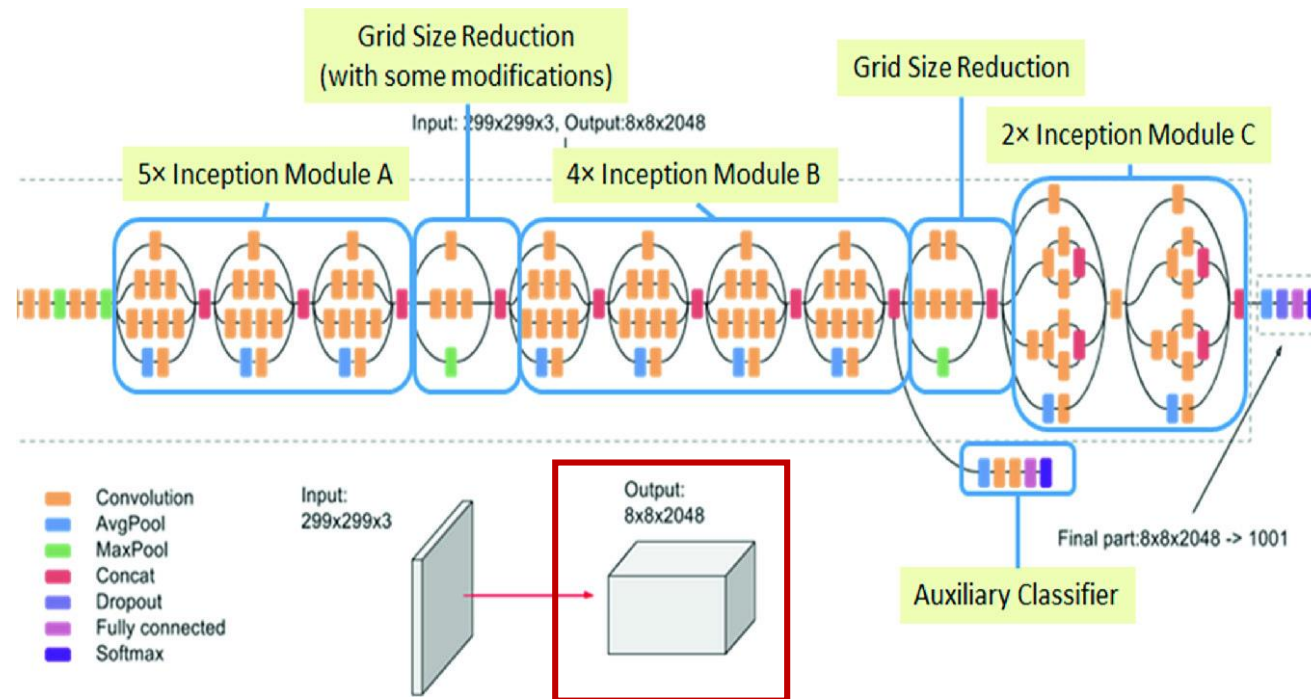 Grid Size Reduction
(with some modifications)
Grid Size Reduction
Input: 299x299x3, Output:8x8x2048
2× Inception Module C
5× Inception Module A
4× Inception Module B
Convolution
AvgPool
MaxPool
Concat
Dropout
Fully connected
Softmax
Input:
299x299x3
Output:
8x8x2048
Final part:8x8x2048 -> 1001
Auxiliary Classifier